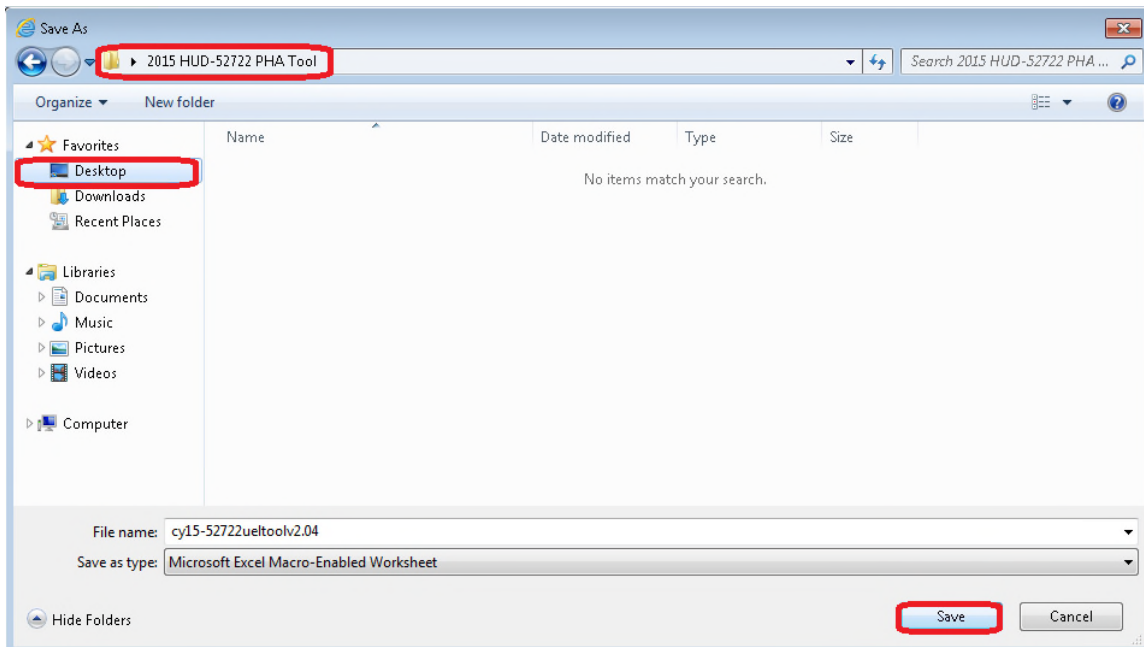 Save As
2015 HUD-52722 PHA Tool
Search 2015 HUD-52722 PHA ...
Organize New folder
Name Date modified Type Size
No items match your search.
Favorites
Desktop
Downloads
Recent Places
Libraries
Documents
Music
Pictures
Videos
Computer
File name: cy15-52722ueltoolv2.04
Save as type: Microsoft Excel Macro-Enabled Worksheet
Hide Folders Save Cancel